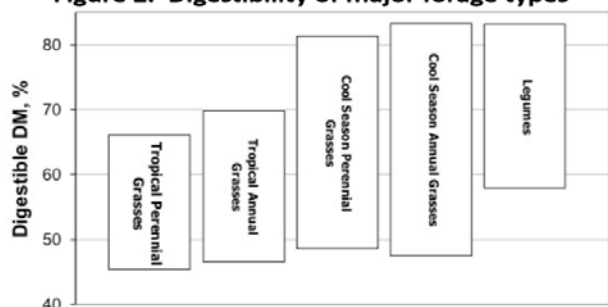 Figure 2. Digestibility of major forage types
80
70
60
50
40
Digestible DM, %
Tropical Perennial
Grasses
Tropical Annual
Grasses
Cool Season Perennial
Grasses
Cool Season Annual Grasses
Legumes